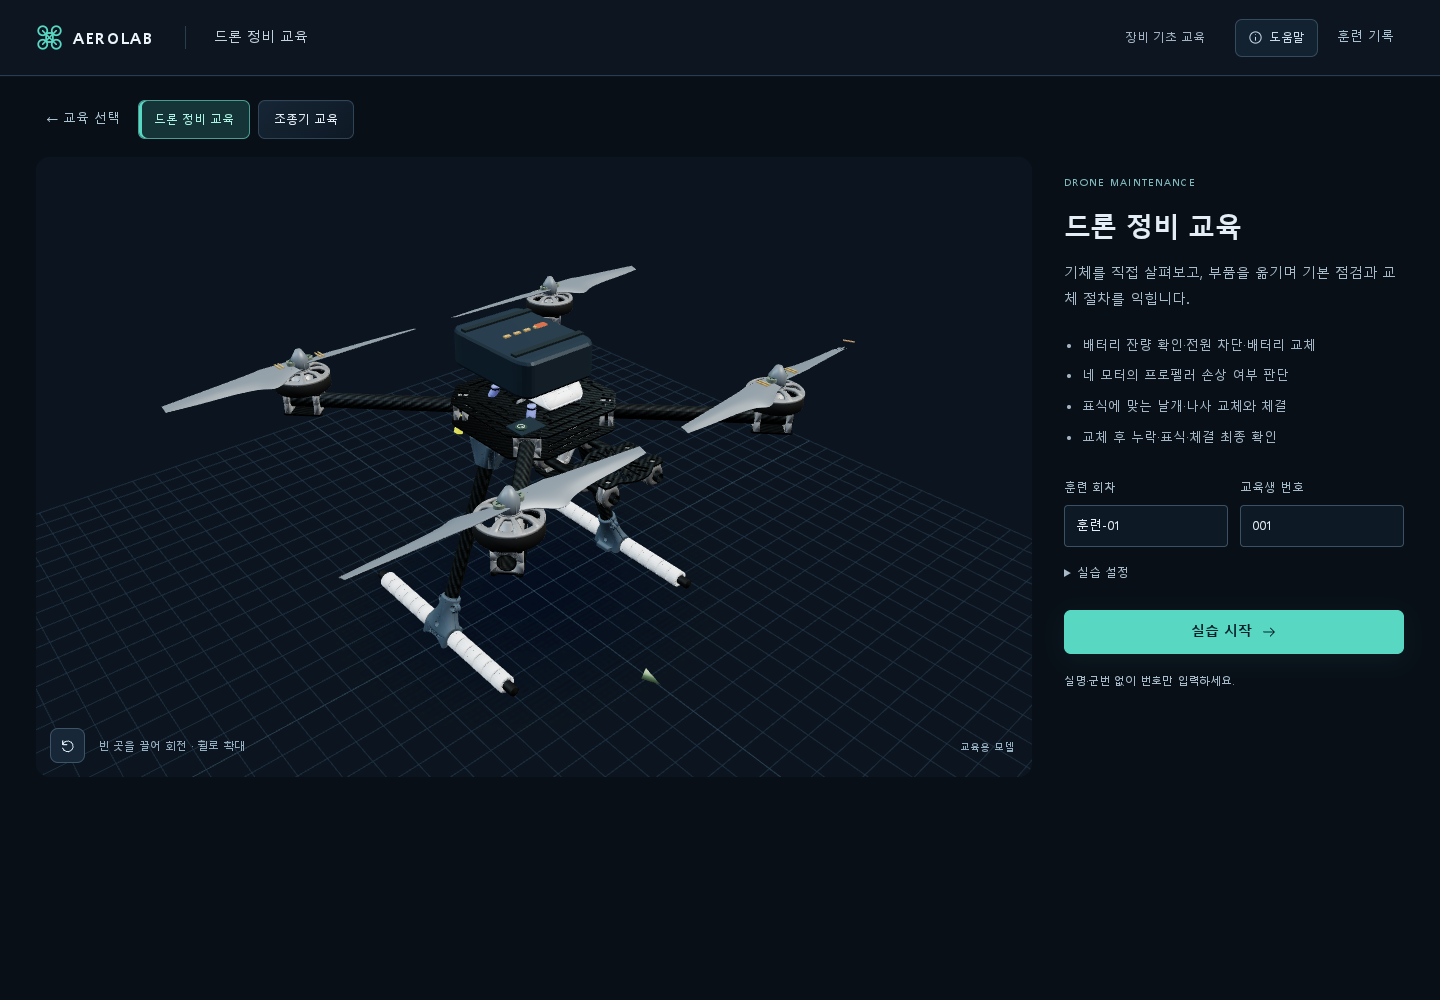 AEROLAB
드론 정비 교육
장비 기초 교육
도움말
훈련 기록
← 교육 선택
드론 정비 교육
조종기 교육
DRONE MAINTENANCE
드론 정비 교육
기체를 직접 살펴보고, 부품을 옮기며 기본 점검과 교
체 절차를 익힙니다.
• 배터리 잔량 확인·전원 차단·배터리 교체
• 네 모터의 프로펠러 손상 여부 판단
• 표식에 맞는 날개·나사 교체와 체결
• 교체 후 누락·표식·체결 최종 확인
훈련 회차
교육생 번호
훈련-01
001
▶ 실습 설정
실습 시작 →
실명·군번 없이 번호만 입력하세요.
빈 곳을 끌어 회전 · 휠로 확대
교육용 모델